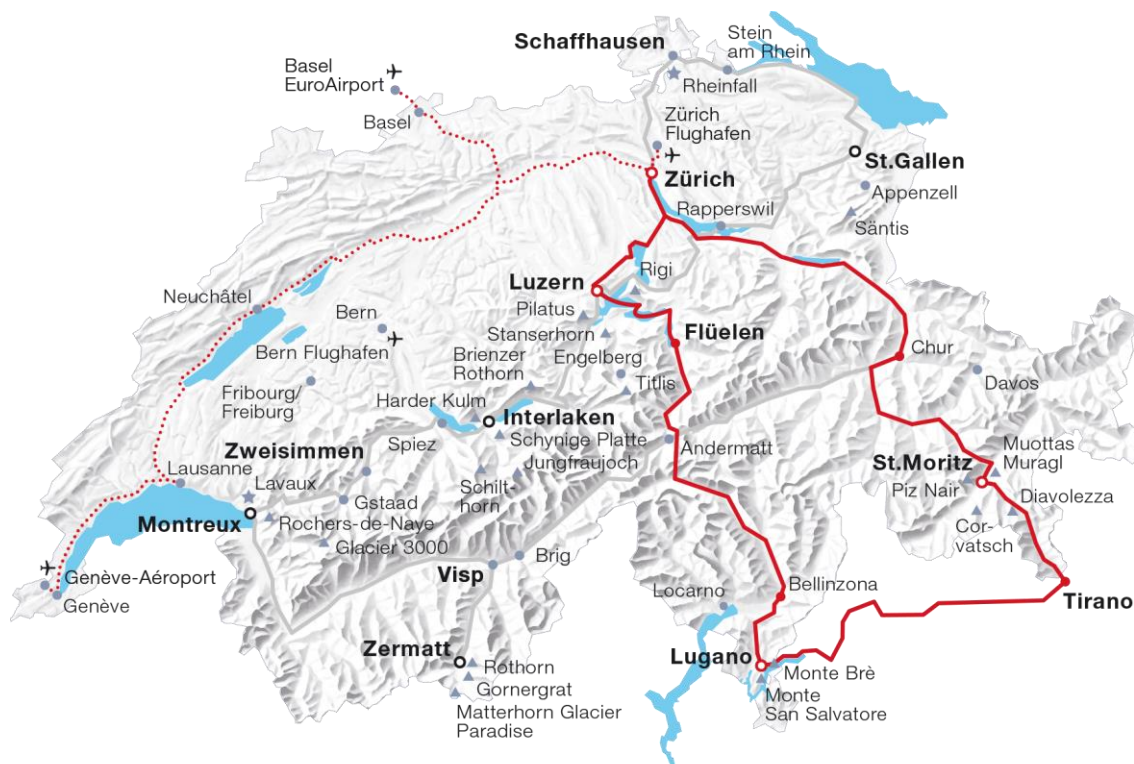 Schaffhausen
Stein
am Rhein
Basel
EuroAirport
Rheinfall
Basel
Zürich
Flughafen
St.Gallen
Zürich
Appenzell
Rapperswil
Säntis
Rigi
Luzern
Neuchâtel
Pilatus
Bern
Stanserhorn
Flüelen
Bern Flughafen
Brienzer
Rothorn
Engelberg
Chur
Titlis
Davos
Fribourg/
Freiburg
Harder Kulm
Interlaken
Spiez
Schynige Platte
Andermatt
Zweisimmen
Muottas
Muragl
Jungfraujoch
St.Moritz
Lausanne
Lavaux
Schilt-
horn
Piz Nair
Diavolezza
Gstaad
Montreux
Rochers-de-Naye
Cor-
vatsch
Glacier 3000
Brig
Genève-Aéroport
Visp
Bellinzona
Genève
Locarno
Tirano
Zermatt
Lugano
Rothorn
Monte Brè
Gornergrat
Monte
San Salvatore
Matterhorn Glacier
Paradise